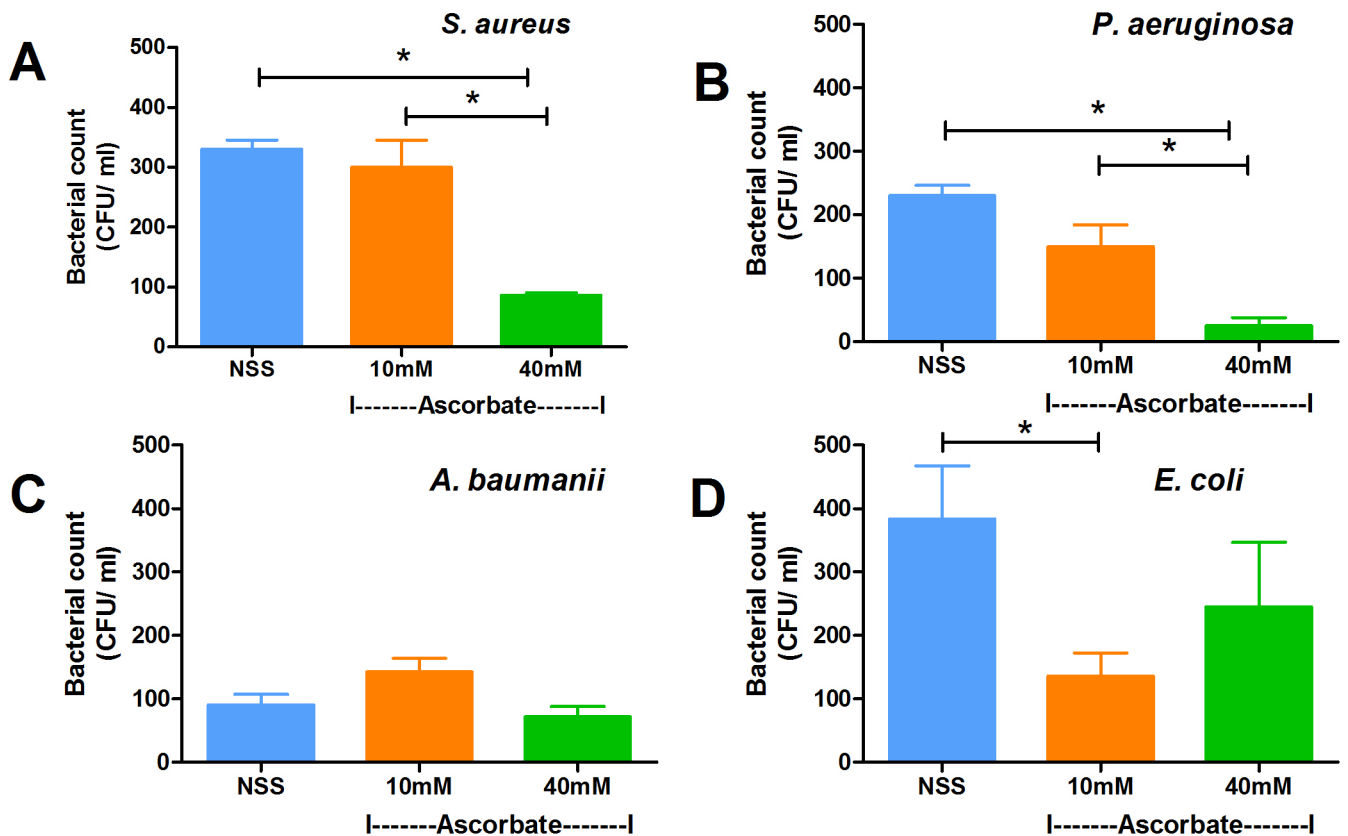 A
S. aureus
*
*
Bacterial count
(CFU/ ml)
500
400
300
200
100
0
NSS
10mM
40mM
I-------Ascorbate-------I
B
P. aeruginosa
*
*
Bacterial count
(CFU/ ml)
500
400
300
200
100
0
NSS
10mM
40mM
I-------Ascorbate-------I
C
A. baumanii
Bacterial count
(CFU/ ml)
500
400
300
200
100
0
NSS
10mM
40mM
I-------Ascorbate-------I
D
E. coli
*
Bacterial count
(CFU/ ml)
500
400
300
200
100
0
NSS
10mM
40mM
I-------Ascorbate-------I